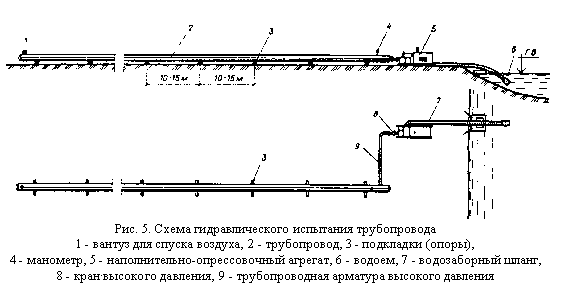 1 2 3 4 5 6 Г.В.
10-15 м 10-15 м
7
8
9
3
Рис. 5. Схема гидравлического испытания трубопровода
1 - вантуз для спуска воздуха, 2 - трубопровод, 3 - подкладки (опоры),
4 - манометр, 5 - наполнительно-опрессовочный агрегат, 6 - водоем, 7 - водозаборный шланг,
8 - кран высокого давления, 9 - трубопроводная арматура высокого давления